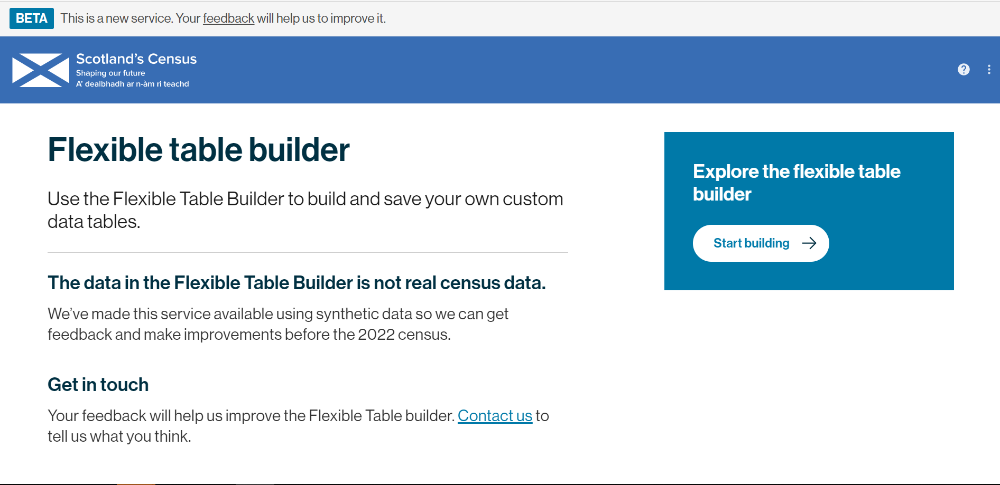 BETA This is a new service. Your feedback will help us to improve it.
Scotland's Census
Shaping our future
A' dealbhadh ar n-àm ri teachd
?
Flexible table builder
Use the Flexible Table Builder to build and save your own custom
data tables.
The data in the Flexible Table Builder is not real census data.
We've made this service available using synthetic data so we can get
feedback and make improvements before the 2022 census.
Get in touch
Your feedback will help us improve the Flexible Table builder. Contact us to
tell us what you think.
Explore the flexible table
builder
Start building